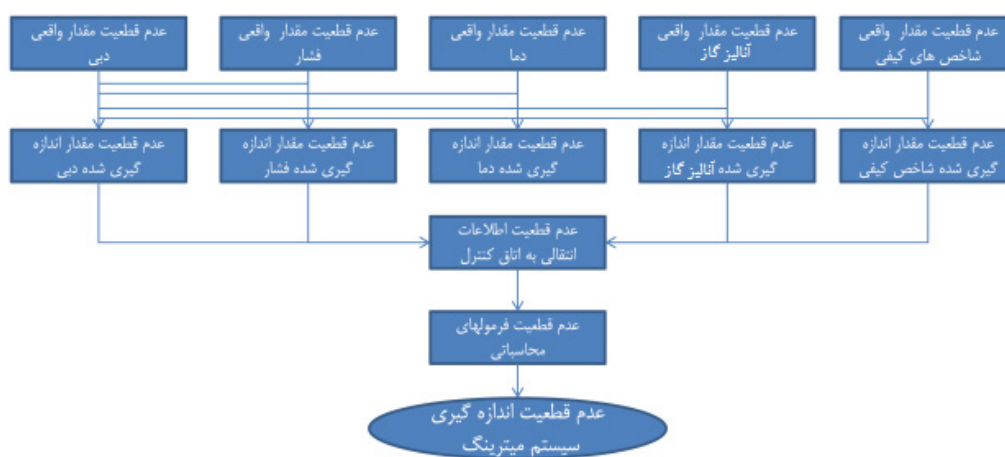 عدم قطعیت مقدار واقعی
دبی
عدم قطعیت مقدار واقعی
فشار
عدم قطعیت مقدار واقعی
دما
عدم قطعیت مقدار واقعی
آنالیز گاز
عدم قطعیت مقدار واقعی
شاخص های کیفی
عدم قطعیت مقدار اندازه
گیری شده دبی
عدم قطعیت مقدار اندازه
گیری شده فشار
عدم قطعیت مقدار اندازه
گیری شده دما
عدم قطعیت مقدار اندازه
گیری شده آنالیز گاز
عدم قطعیت مقدار اندازه
گیری شده شاخص کیفی
عدم قطعیت اطلاعات
انتقالی به اتاق کنترل
عدم قطعیت فرمولهای
محاسباتی
عدم قطعیت اندازه گیری
سیستم میترینگ